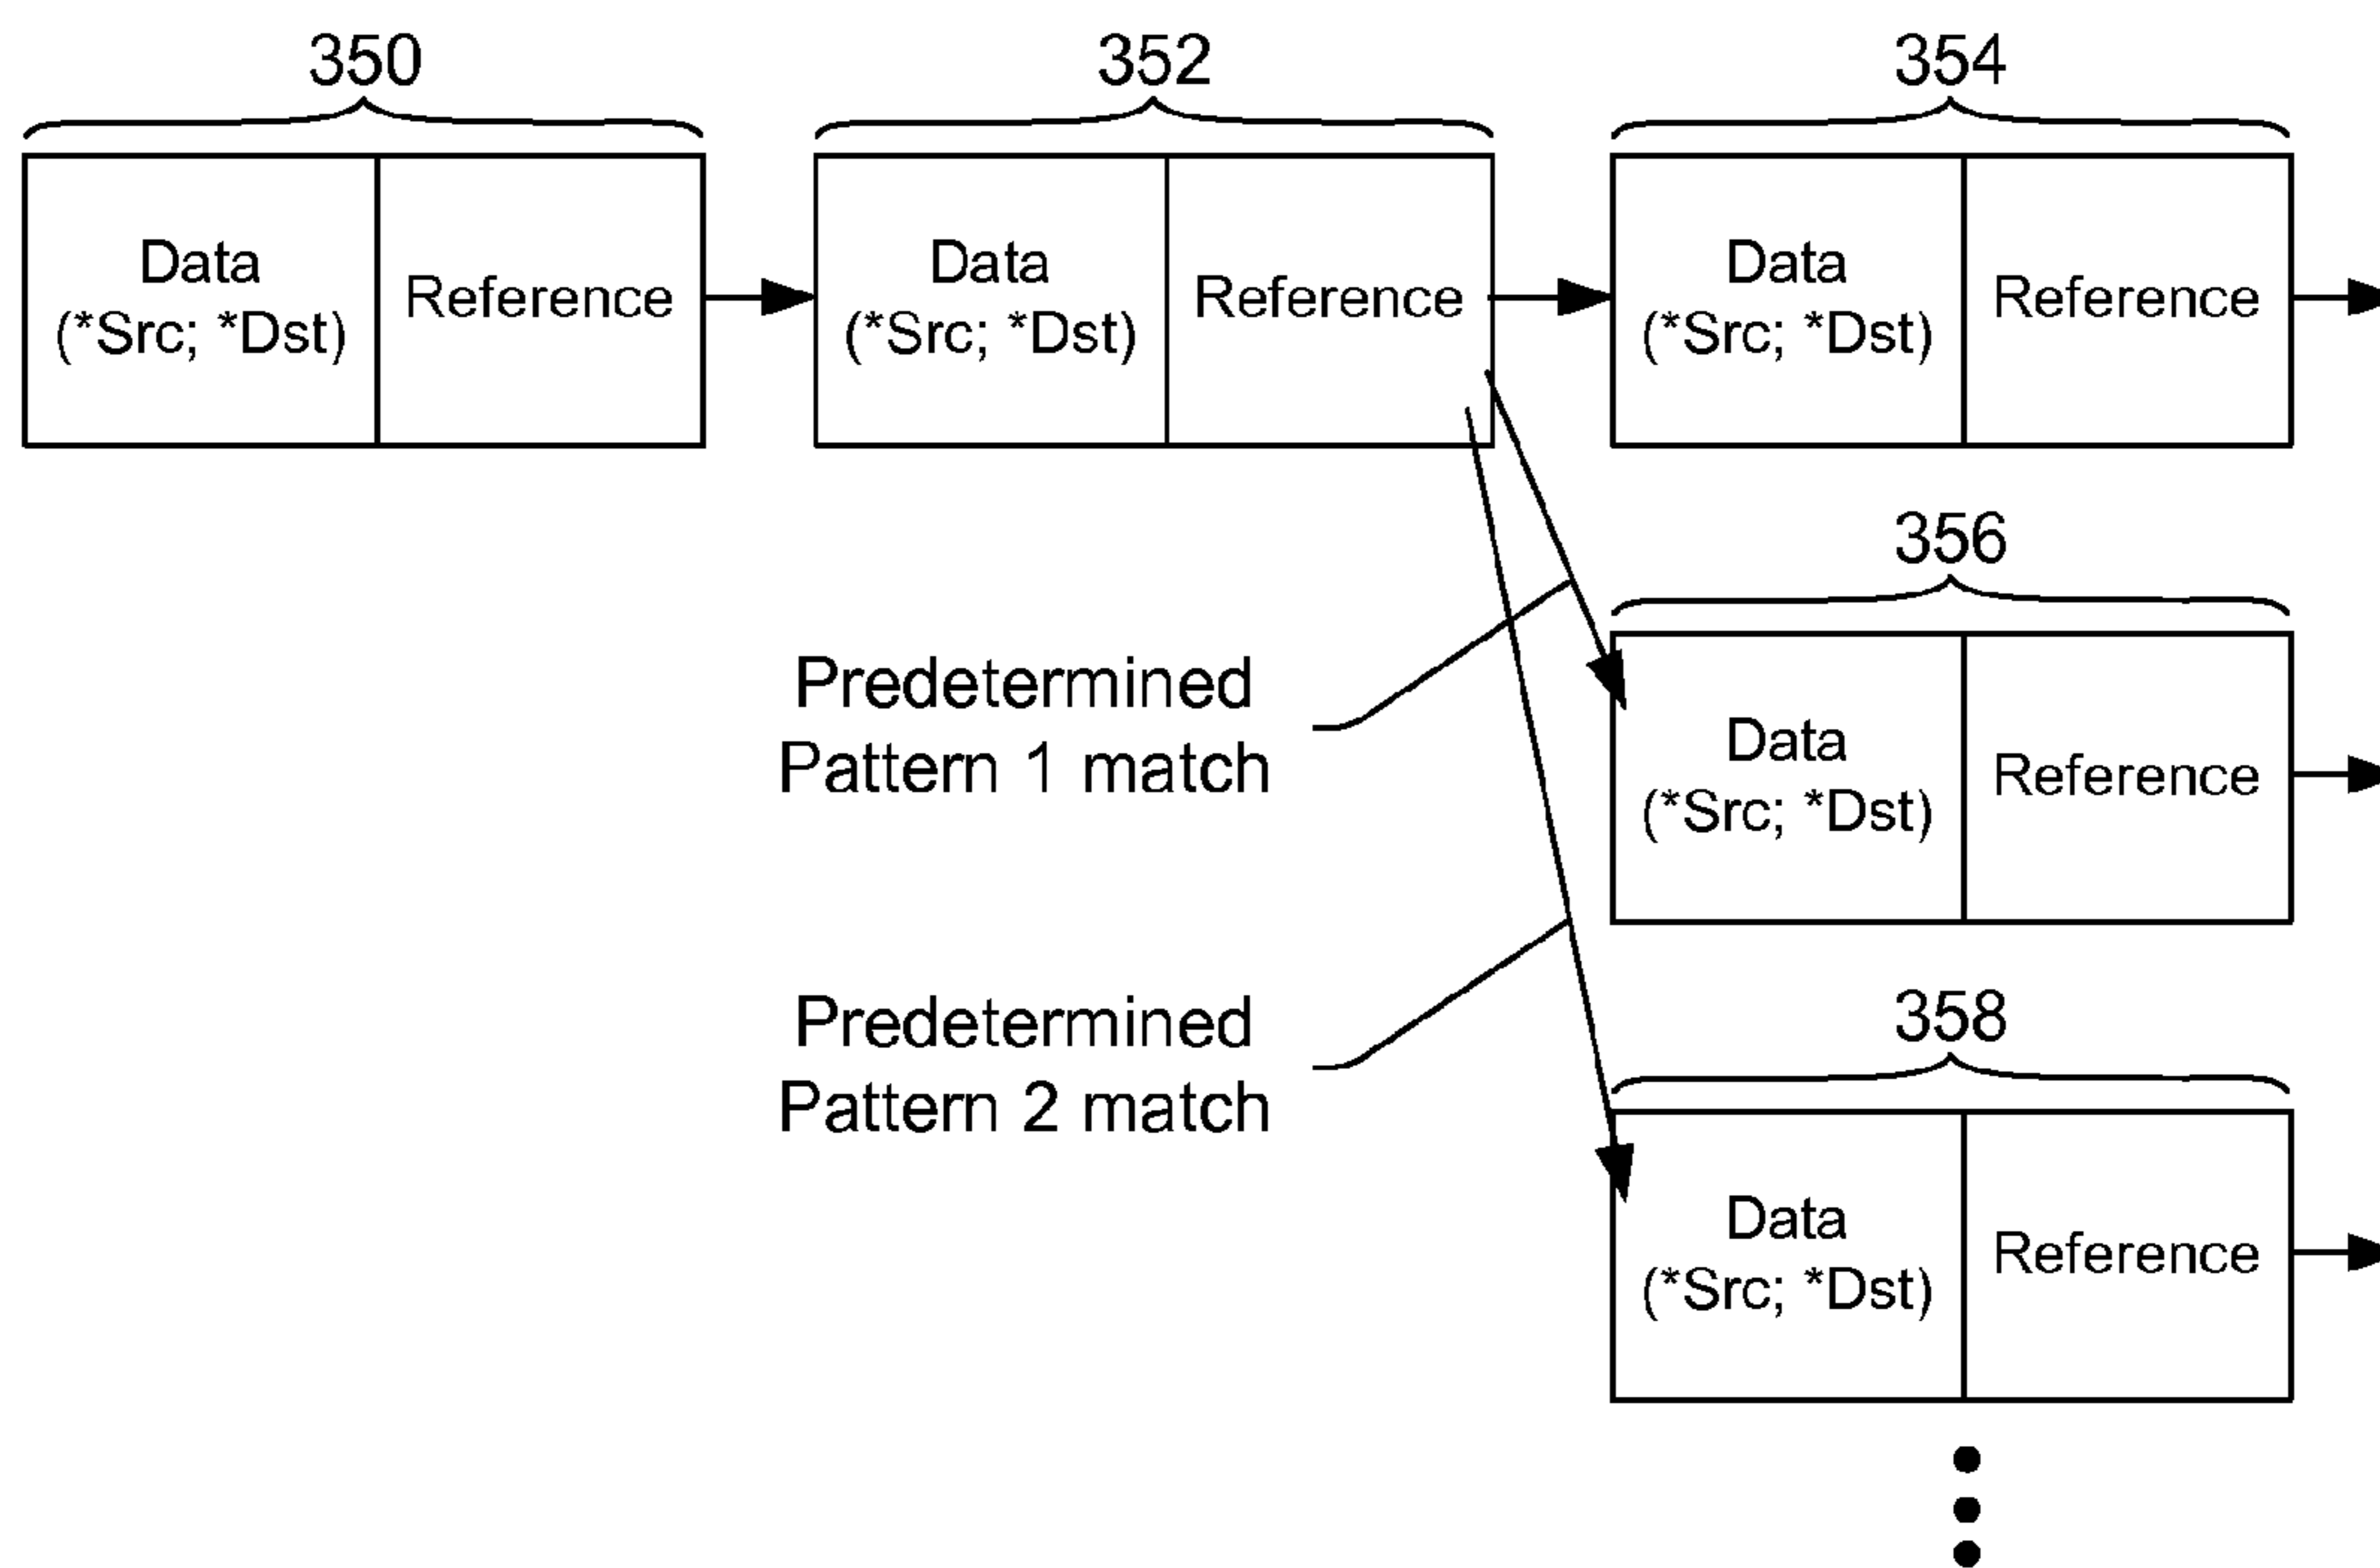 350
352
354
Data
(*Src; *Dst)
Reference
Data
(*Src; *Dst)
Reference
Data
(*Src; *Dst)
Reference
356
Predetermined
Pattern 1 match
Data
(*Src; *Dst)
Reference
358
Predetermined
Pattern 2 match
Data
(*Src; *Dst)
Reference